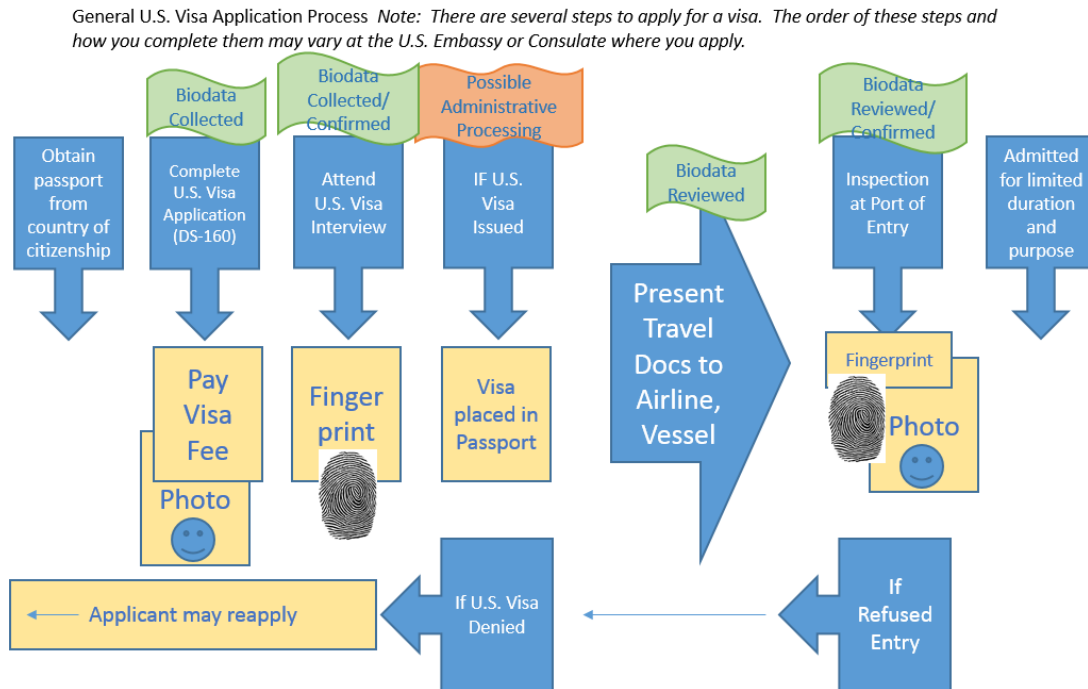 General U.S. Visa Application Process Note: There are several steps to apply for a visa. The order of these steps and
how you complete them may vary at the U.S. Embassy or Consulate where you apply.
Biodata
Collected
Biodata
Collected/
Confirmed
Possible
Administrative
Processing
Biodata
Reviewed
Biodata
Reviewed/
Confirmed
Obtain
passport
from
country of
citizenship
Complete
U.S. Visa
Application
(DS-160)
Attend
U.S. Visa
Interview
IF U.S.
Visa
Issued
Present
Travel
Docs to
Airline,
Vessel
Inspection
at Port of
Entry
Admitted
for limited
duration
and
purpose
Pay
Visa
Fee
Photo
Finger
print
Visa
placed in
Passport
Fingerprint
Photo
Applicant may reapply
If U.S. Visa
Denied
If
Refused
Entry